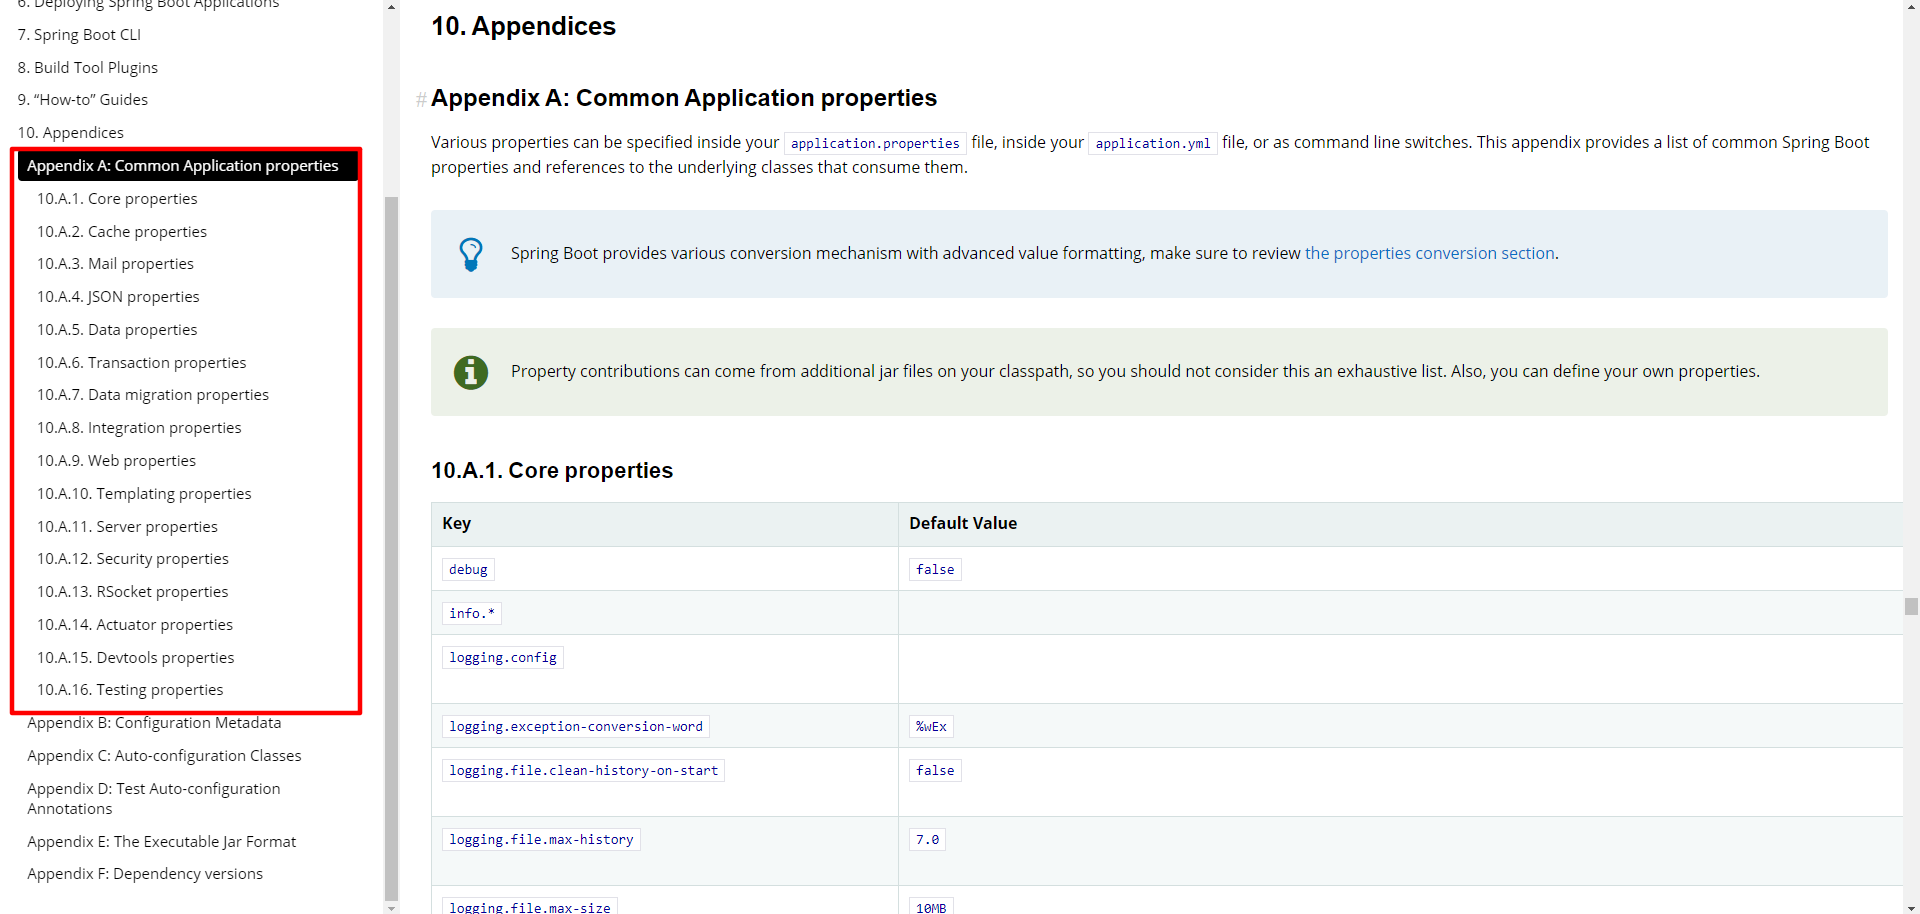 6. Deploying Spring Boot Applications
7. Spring Boot CLI
8. Build Tool Plugins
9. “How-to” Guides
10. Appendices
Appendix A: Common Application properties
10.A.1. Core properties
10.A.2. Cache properties
10.A.3. Mail properties
10.A.4. JSON properties
10.A.5. Data properties
10.A.6. Transaction properties
10.A.7. Data migration properties
10.A.8. Integration properties
10.A.9. Web properties
10.A.10. Templating properties
10.A.11. Server properties
10.A.12. Security properties
10.A.13. RSocket properties
10.A.14. Actuator properties
10.A.15. Devtools properties
10.A.16. Testing properties
Appendix B: Configuration Metadata
Appendix C: Auto-configuration Classes
Appendix D: Test Auto-configuration
Annotations
Appendix E: The Executable Jar Format
Appendix F: Dependency versions
10. Appendices
# Appendix A: Common Application properties
Various properties can be specified inside your application.properties file, inside your application.yml file, or as command line switches. This appendix provides a list of common Spring Boot
properties and references to the underlying classes that consume them.
Spring Boot provides various conversion mechanism with advanced value formatting, make sure to review the properties conversion section.
Property contributions can come from additional jar files on your classpath, so you should not consider this an exhaustive list. Also, you can define your own properties.
10.A.1. Core properties
Key Default Value
debug false
info.*
logging.config
logging.exception-conversion-word %wEx
logging.file.clean-history-on-start false
logging.file.max-history 7.0
logging.file.max-size 10MB